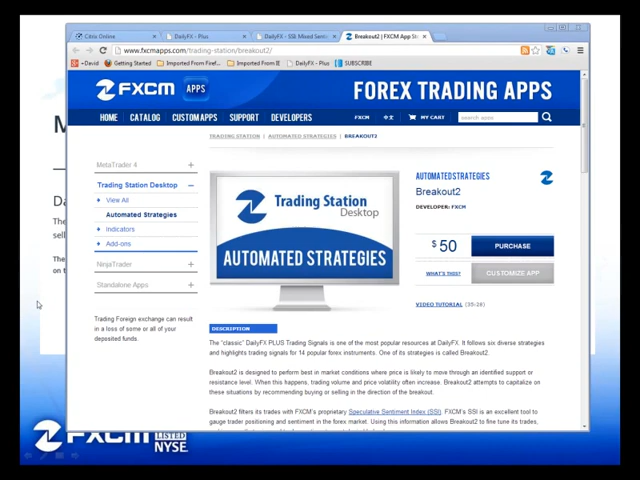 Citrix Online
DailyFX - Plus
DailyFX - SSI Mixed Senti
Breakout2 | FXCM App St
www.fxcmapps.com/trading-station/breakout2/
+David
Getting Started
Imported From Firef...
Imported From IE
DailyFX - Plus
SUBSCRIBE
FXCM APPS
FOREX TRADING APPS
HOME CATALOG CUSTOM APPS SUPPORT DEVELOPERS FXCM 中文 MY CART search apps
TRADING STATION | AUTOMATED STRATEGIES | BREAKOUT2
MetaTrader 4 +
Trading Station Desktop –
View All
Automated Strategies
Indicators
Add-ons
NinjaTrader +
Standalone Apps +
Trading Foreign Exchange can result
in a loss of some or all of your
deposited funds.
Trading Station
Desktop
AUTOMATED STRATEGIES
AUTOMATED STRATEGIES
Breakout2
DEVELOPER: FXCM
$50 PURCHASE
WHAT'S THIS? CUSTOMIZE APP
VIDEO TUTORIAL (35:26)
DESCRIPTION
The "classic" DailyFX PLUS Trading Signals is one of the most popular resources at DailyFX. It follows six diverse strategies
and highlights trading signals for 14 popular forex instruments. One of its strategies is called Breakout2.
Breakout2 is designed to perform best in market conditions where price is likely to move through an identified support or
resistance level. When this happens, trading volume and price volatility often increase. Breakout2 attempts to capitalize on
these situations by recommending buying or selling in the direction of the breakout.
Breakout2 filters its trades with FXCM's proprietary Speculative Sentiment Index (SSI). FXCM's SSI is an excellent tool to
gauge trader positioning and sentiment in the forex market. Using this information allows Breakout2 to fine tune its trades,
FXCM LISTED
NYSE